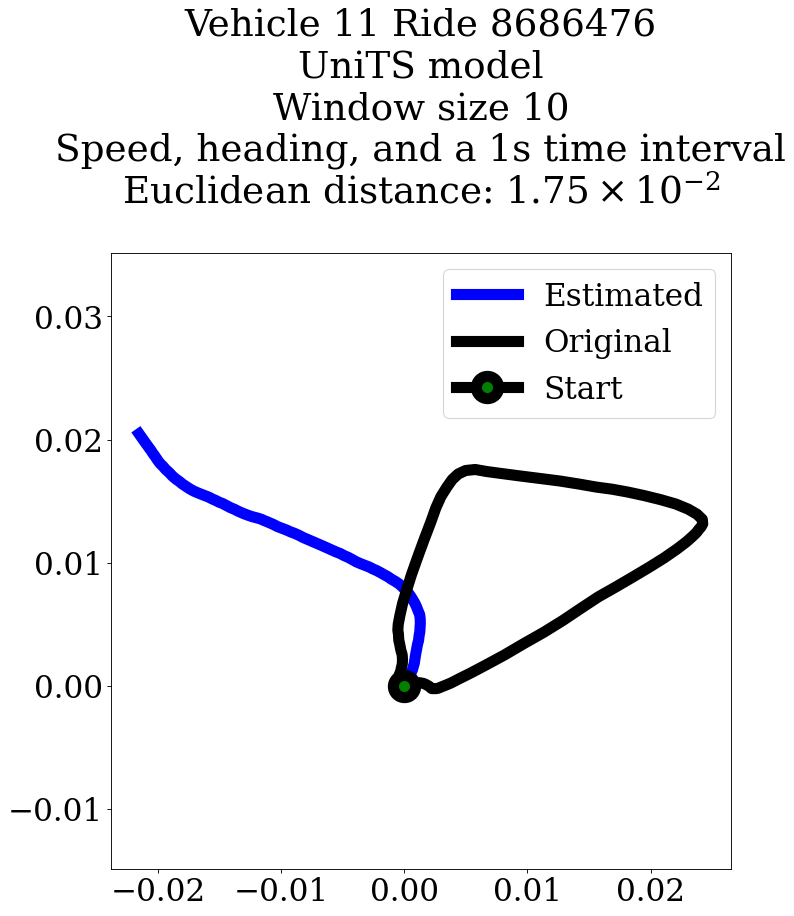 Vehicle 11 Ride 8686476
UniTS model
Window size 10
Speed, heading, and a 1s time interval
Euclidean distance: 1.75 × 10⁻²
Estimated
Original
Start
0.03
0.02
0.01
0.00
−0.01
−0.02 −0.01 0.00 0.01 0.02